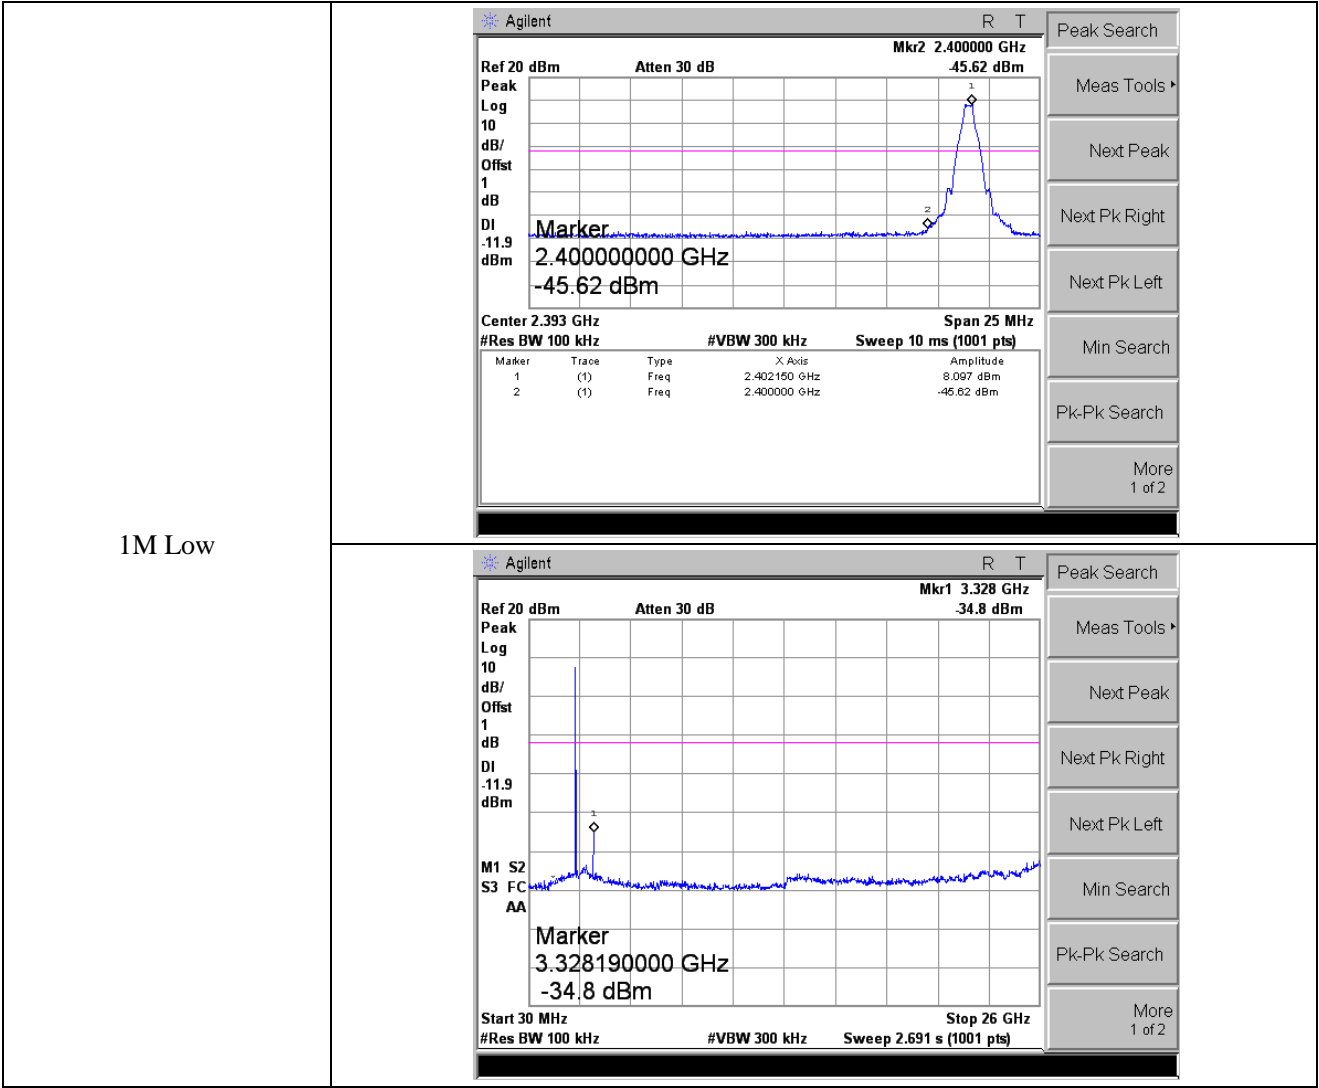 1M Low
Agilent R T
Peak Search
Mkr2 2.400000 GHz
Ref 20 dBm Atten 30 dB -45.62 dBm
Peak
Log
10
dB/
Offst
1
dB
DI
-11.9
dBm
1
2
Marker
2.400000000 GHz
-45.62 dBm
Center 2.393 GHz Span 25 MHz
#Res BW 100 kHz #VBW 300 kHz Sweep 10 ms (1001 pts)
Marker Trace Type X Axis Amplitude
1 (1) Freq 2.402150 GHz 8.097 dBm
2 (1) Freq 2.400000 GHz -45.62 dBm
Meas Tools
Next Peak
Next Pk Right
Next Pk Left
Min Search
Pk-Pk Search
More
1 of 2
Agilent R T
Peak Search
Mkr1 3.328 GHz
Ref 20 dBm Atten 30 dB -34.8 dBm
Peak
Log
10
dB/
Offst
1
dB
DI
-11.9
dBm
1
M1 S2
S3 FC
AA
Marker
3.328190000 GHz
-34.8 dBm
Start 30 MHz Stop 26 GHz
#Res BW 100 kHz #VBW 300 kHz Sweep 2.691 s (1001 pts)
Meas Tools
Next Peak
Next Pk Right
Next Pk Left
Min Search
Pk-Pk Search
More
1 of 2